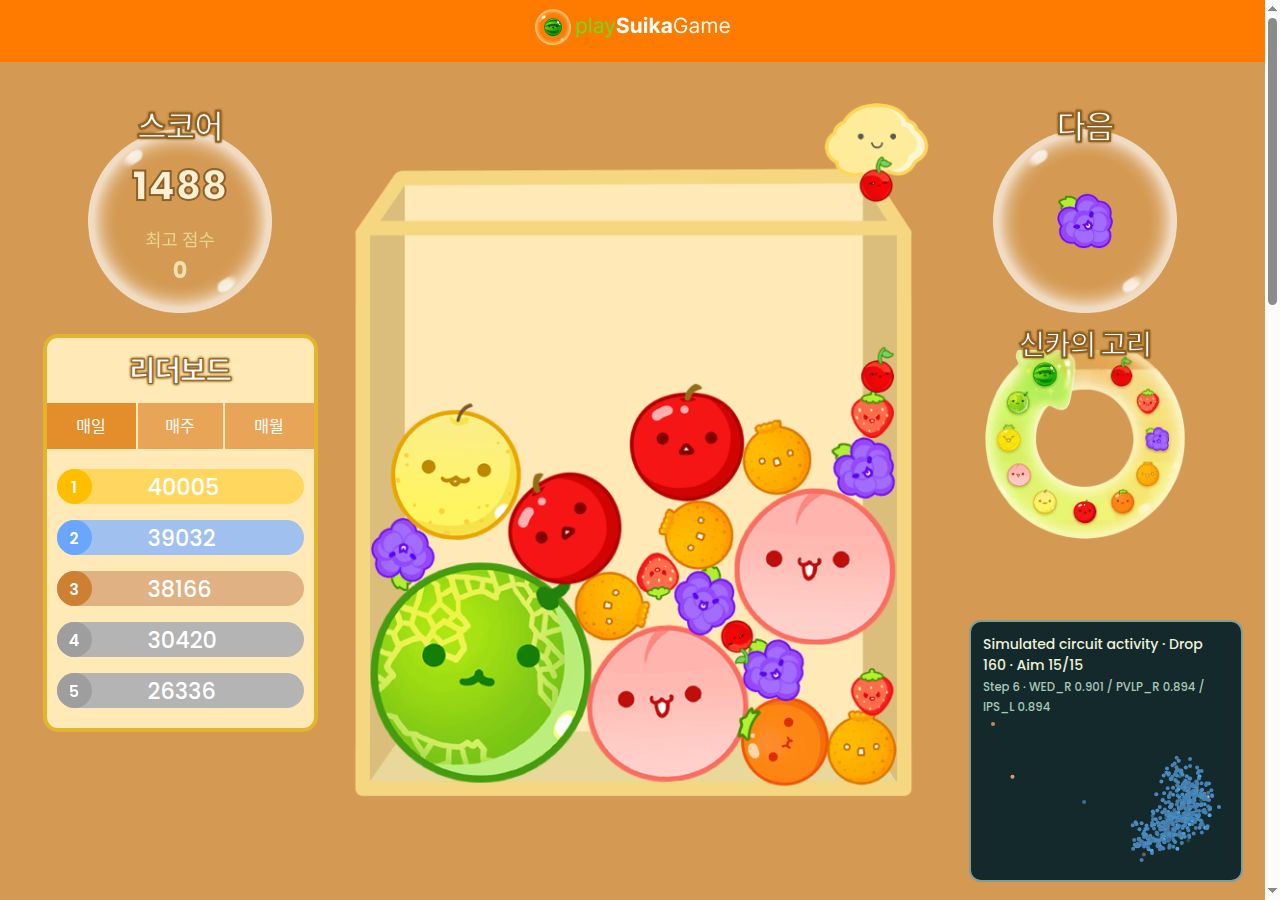 playSuikaGame
스코어
1488
최고 점수
0
다음
신카의 고리
리더보드
매일 매주 매월
1 40005
2 39032
3 38166
4 30420
5 26336
Simulated circuit activity · Drop
160 · Aim 15/15
Step 6 · WED_R 0.901 / PVLP_R 0.894 /
IPS_L 0.894